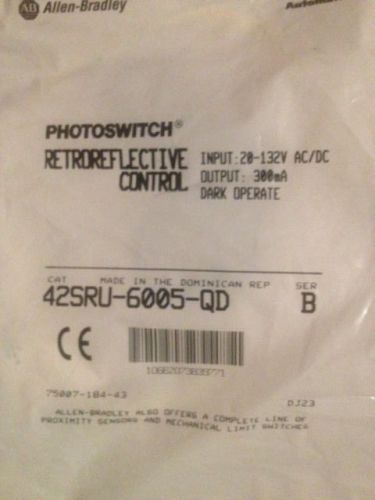 AB Allen-Bradley
PHOTOSWITCH®
RETROREFLECTIVE CONTROL
INPUT:20-132V AC/DC
OUTPUT: 300mA
DARK OPERATE
CAT MADE IN THE DOMINICAN REP SER
42SRU-6005-QD B
CE
75007-184-43 DJ23
ALLEN-BRADLEY ALSO OFFERS A COMPLETE LINE OF
PROXIMITY SENSORS AND MECHANICAL LIMIT SWITCHES